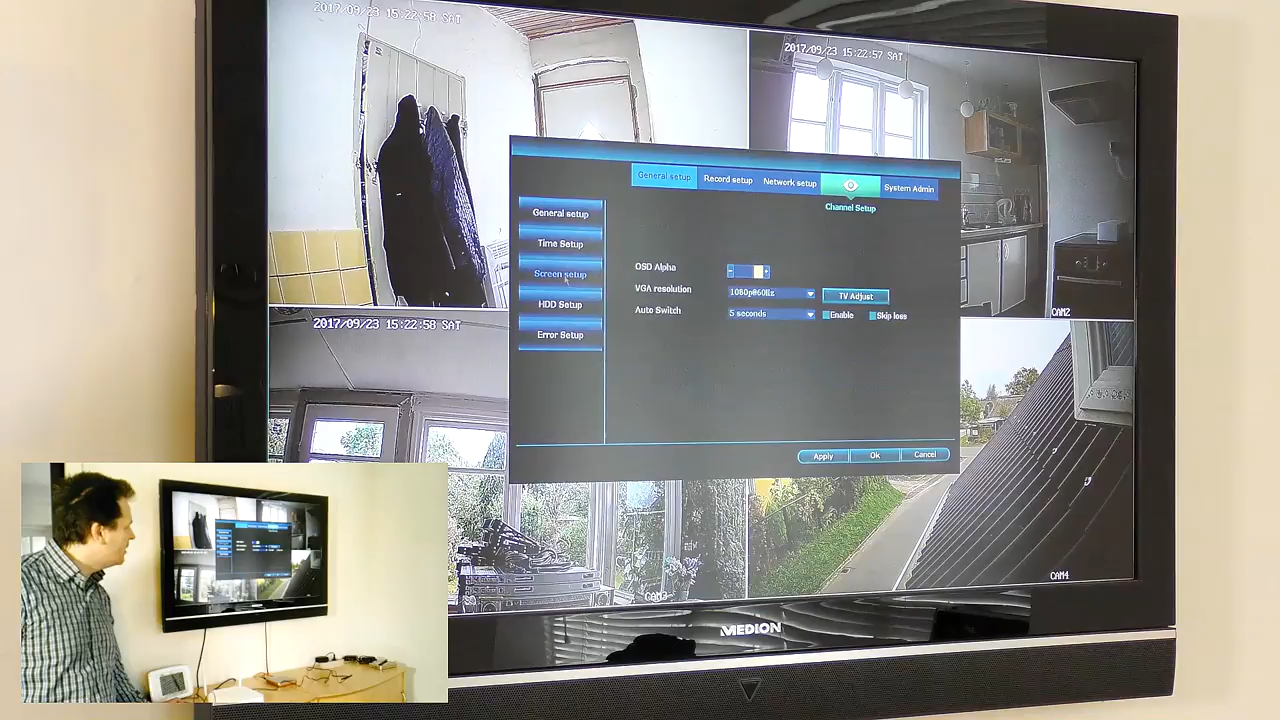 2017/09/23 15:22:58 SAT
2017/09/23 15:22:57 SAT
General setup
Record setup
Network setup
System Admin
Channel Setup
General setup
Time Setup
Screen setup
HDD Setup
Error Setup
OSD Alpha
VGA resolution
1080p@60Hz
TV Adjust
Auto Switch
5 seconds
Enable
Skip loss
CAM2
2017/09/23 15:22:58 SAT
Apply
Ok
Cancel
CAM3
CAM4
MEDION